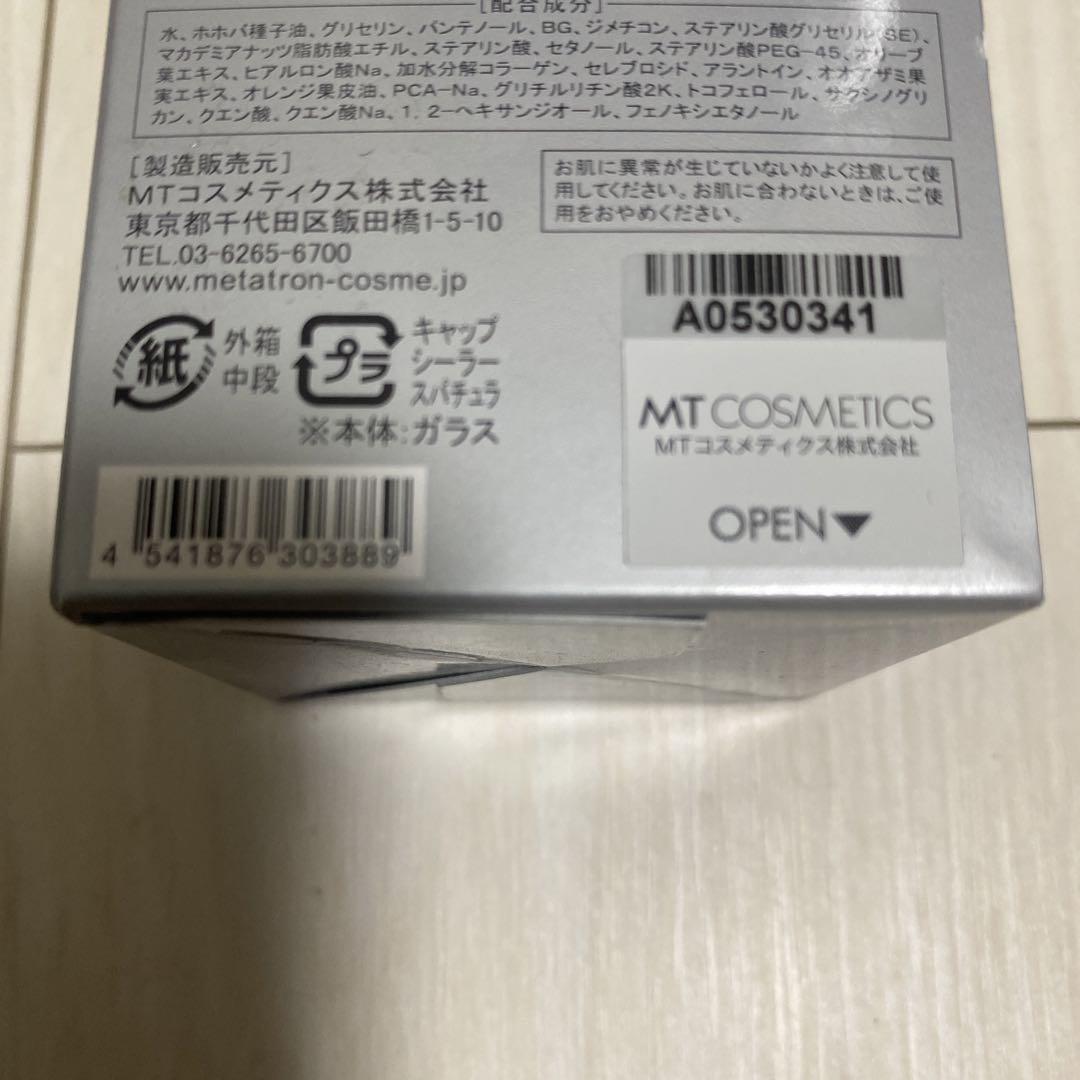 [配合成分]
水、ホホバ種子油、グリセリン、パンテノール、BG、ジメチコン、ステアリン酸グリセリル(SE)、
マカデミアナッツ脂肪酸エチル、ステアリン酸、セタノール、ステアリン酸PEG-45、オリーブ
葉エキス、ヒアルロン酸Na、加水分解コラーゲン、セレブロシド、アラントイン、オオアザミ果
実エキス、オレンジ果皮油、PCA-Na、グリチルリチン酸2K、トコフェロール、サクシノグリ
カン、クエン酸、クエン酸Na、1, 2-ヘキサンジオール、フェノキシエタノール
[製造販売元]
MTコスメティクス株式会社
東京都千代田区飯田橋1-5-10
TEL.03-6265-6700
www.metatron-cosme.jp
お肌に異常が生じていないかよく注意して使
用してください。お肌に合わないときは、ご使
用をおやめください。
紙
外箱
中段
プラ
キャップ
シーラー
スパチュラ
※本体:ガラス
4 541876 303889
A0530341
MT COSMETICS
MTコスメティクス株式会社
OPEN▼